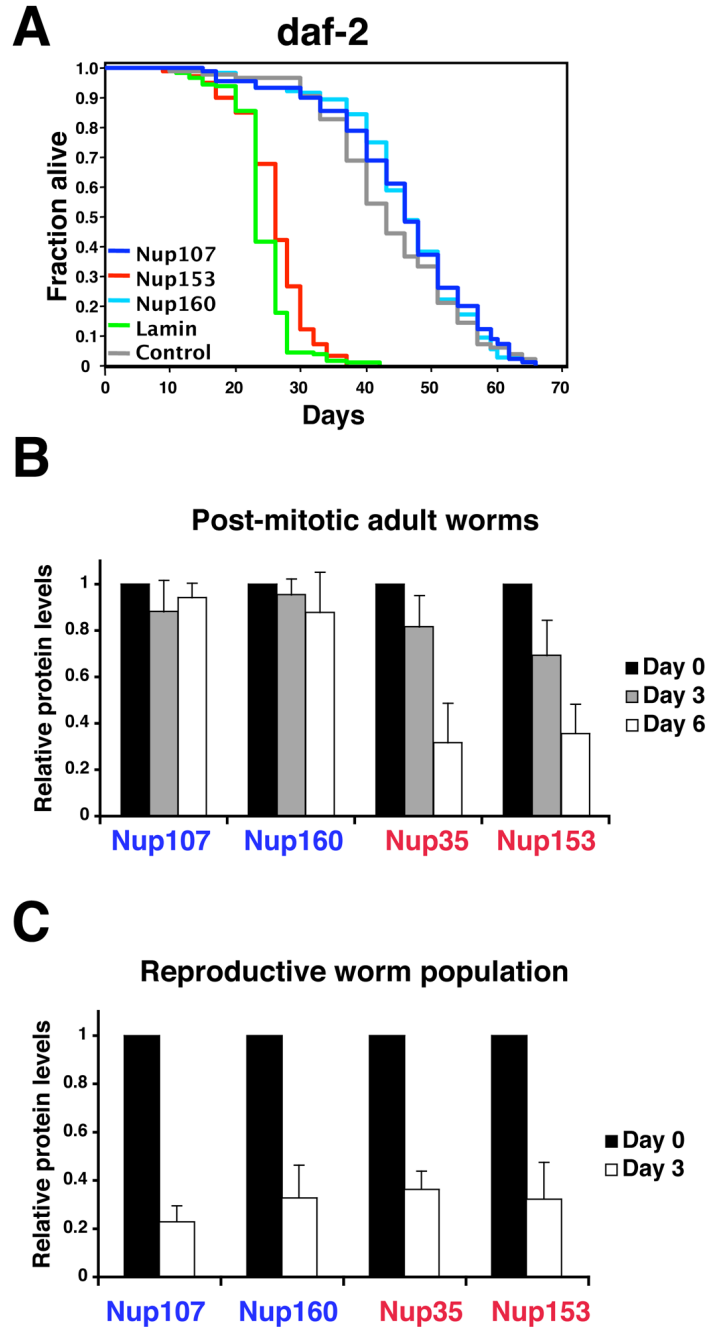 A
daf-2
Fraction alive
1.0
0.9
0.8
0.7
0.6
0.5
0.4
0.3
0.2
0.1
0
Nup107
Nup153
Nup160
Lamin
Control
0 10 20 30 40 50 60 70
Days
B
Post-mitotic adult worms
Relative protein levels
1
0.8
0.6
0.4
0.2
0
Day 0
Day 3
Day 6
Nup107 Nup160 Nup35 Nup153
C
Reproductive worm population
Relative protein levels
1
0.8
0.6
0.4
0.2
0
Day 0
Day 3
Nup107 Nup160 Nup35 Nup153